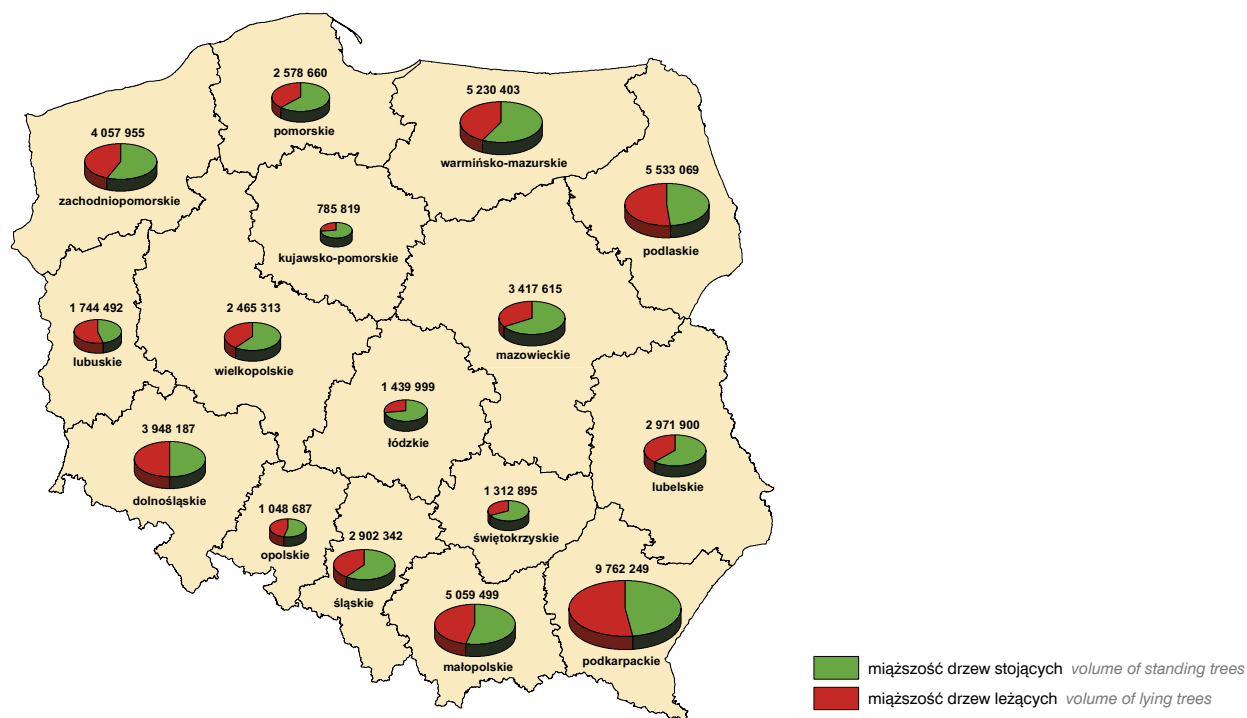 2 578 660
pomorskie
5 230 403
warmińsko-mazurskie
4 057 955
zachodniopomorskie
5 533 069
podlaskie
785 819
kujawsko-pomorskie
3 417 615
mazowieckie
1 744 492
lubuskie
2 465 313
wielkopolskie
1 439 999
łódzkie
3 948 187
dolnośląskie
2 971 900
lubelskie
1 312 895
świętokrzyskie
1 048 687
opolskie
2 902 342
śląskie
5 059 499
małopolskie
9 762 249
podkarpackie
miąższość drzew stojących volume of standing trees
miąższość drzew leżących volume of lying trees